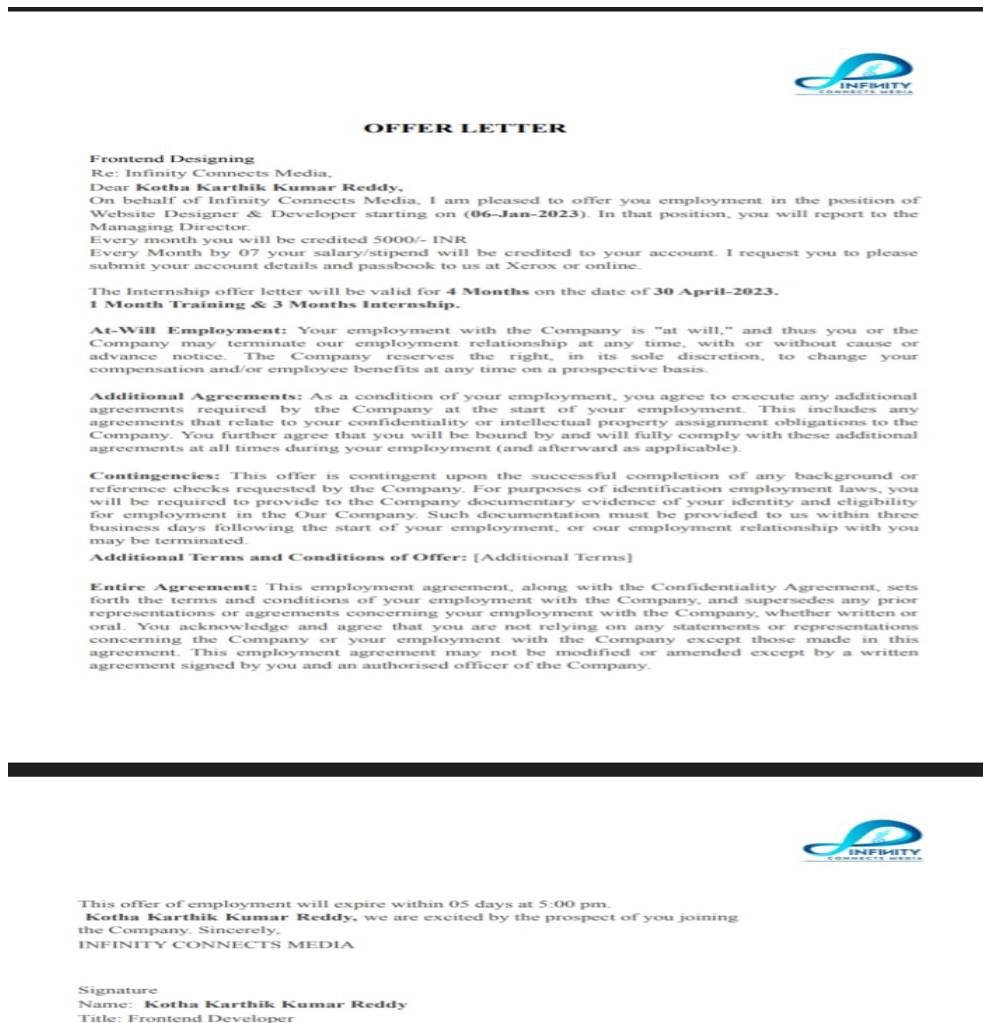 INFINITY
CONNECTS MEDIA
OFFER LETTER
Frontend Designing
Re: Infinity Connects Media,
Dear Kotha Karthik Kumar Reddy,
On behalf of Infinity Connects Media, I am pleased to offer you employment in the position of
Website Designer & Developer starting on (06-Jan-2023). In that position, you will report to the
Managing Director.
Every month you will be credited 5000/- INR
Every Month by 07 your salary/stipend will be credited to your account. I request you to please
submit your account details and passbook to us at Xerox or online.
The Internship offer letter will be valid for 4 Months on the date of 30 April-2023.
1 Month Training & 3 Months Internship.
At-Will Employment: Your employment with the Company is "at will," and thus you or the
Company may terminate our employment relationship at any time, with or without cause or
advance notice. The Company reserves the right, in its sole discretion, to change your
compensation and/or employee benefits at any time on a prospective basis.
Additional Agreements: As a condition of your employment, you agree to execute any additional
agreements required by the Company at the start of your employment. This includes any
agreements that relate to your confidentiality or intellectual property assignment obligations to the
Company. You further agree that you will be bound by and will fully comply with these additional
agreements at all times during your employment (and afterward as applicable).
Contingencies: This offer is contingent upon the successful completion of any background or
reference checks requested by the Company. For purposes of identification employment laws, you
will be required to provide to the Company documentary evidence of your identity and eligibility
for employment in the Our Company. Such documentation must be provided to us within three
business days following the start of your employment, or our employment relationship with you
may be terminated.
Additional Terms and Conditions of Offer: [Additional Terms]
Entire Agreement: This employment agreement, along with the Confidentiality Agreement, sets
forth the terms and conditions of your employment with the Company, and supersedes any prior
representations or agreements concerning your employment with the Company, whether written or
oral. You acknowledge and agree that you are not relying on any statements or representations
concerning the Company or your employment with the Company except those made in this
agreement. This employment agreement may not be modified or amended except by a written
agreement signed by you and an authorised officer of the Company.
INFINITY
CONNECTS MEDIA
This offer of employment will expire within 05 days at 5:00 pm.
Kotha Karthik Kumar Reddy, we are excited by the prospect of you joining
the Company. Sincerely,
INFINITY CONNECTS MEDIA
Signature
Name: Kotha Karthik Kumar Reddy
Title: Frontend Developer